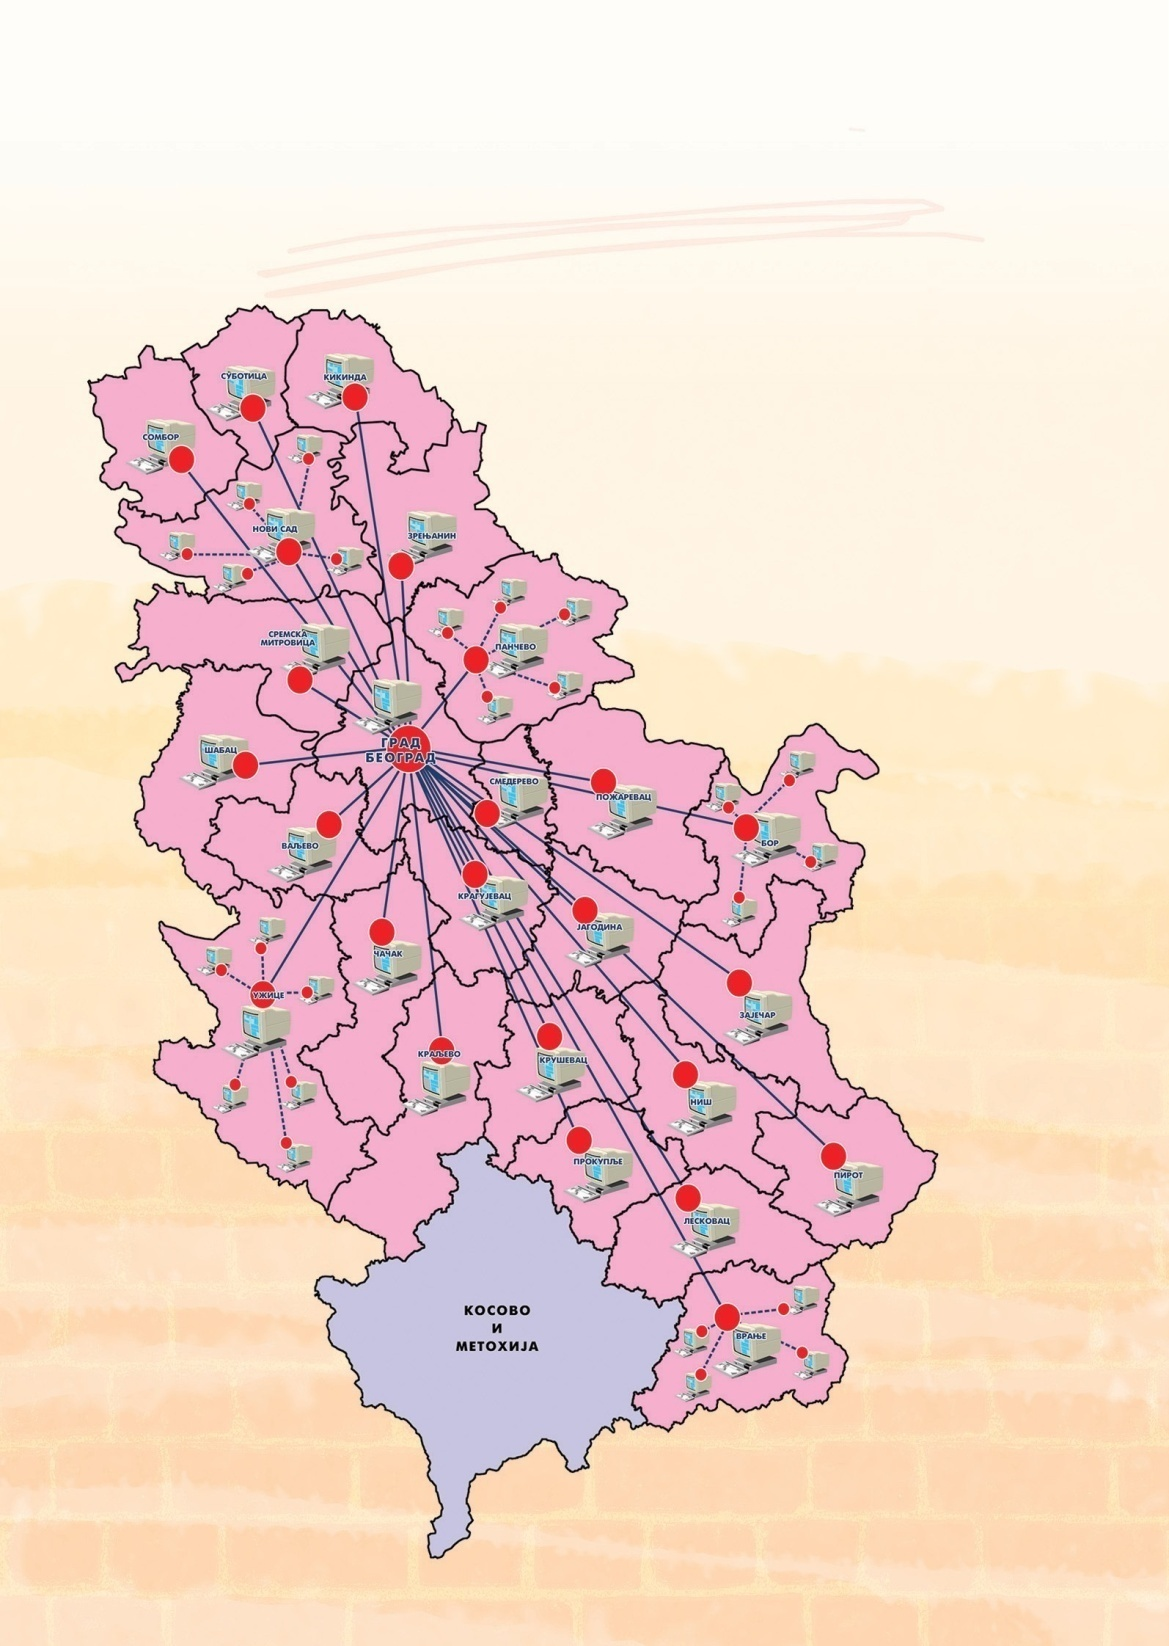 СУБОТИЦА
КИКИНДА
СОМБОР
НОВИ САД
ЗРЕЊАНИН
СРЕМСКА
МИТРОВИЦА
ПАНЧЕВО
ГРАД
БЕОГРАД
ШАБАЦ
СМЕДЕРЕВО
ПОЖАРЕВАЦ
ВАЉЕВО
БОР
КРАГУЈЕВАЦ
ЈАГОДИНА
ЧАЧАК
УЖИЦЕ
ЗАЈЕЧАР
КРАЉЕВО
КРУШЕВАЦ
НИШ
ПРОКУПЉЕ
ПИРОТ
ЛЕСКОВАЦ
КОСОВО
И
МЕТОХИЈА
ВРАЊЕ